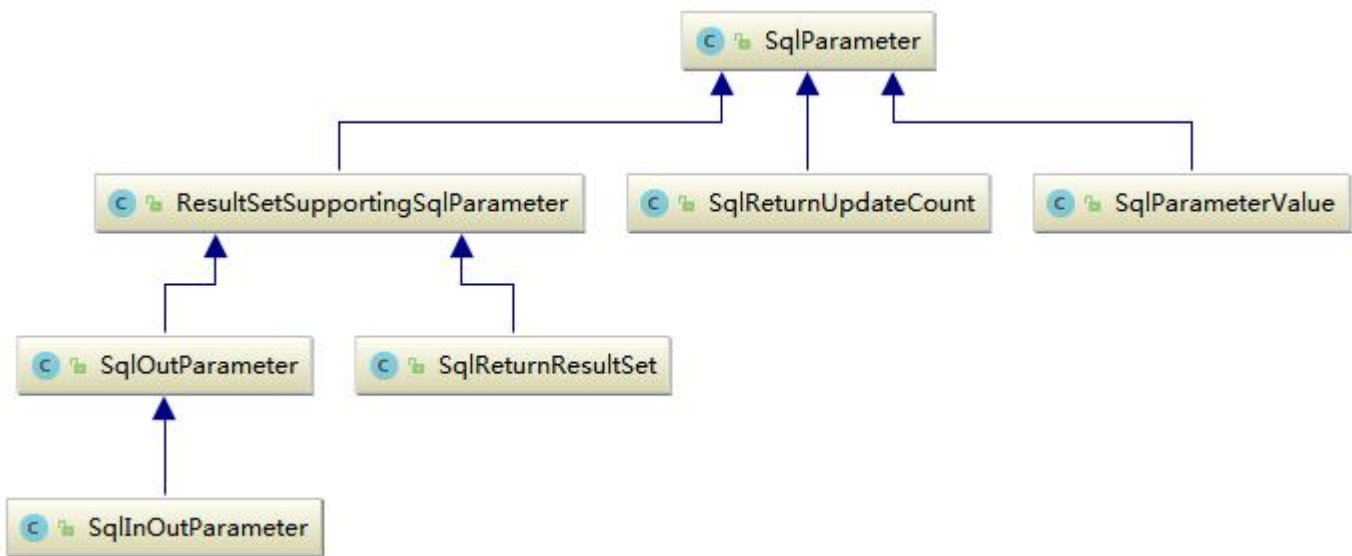 C SqlParameter
C ResultSetSupportingSqlParameter
C SqlReturnUpdateCount
C SqlParameterValue
C SqlOutParameter
C SqlReturnResultSet
C SqlInOutParameter